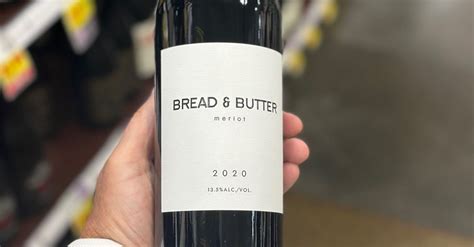 BREAD & BUTTER
merlot
2020
13.5%ALC./VOL.